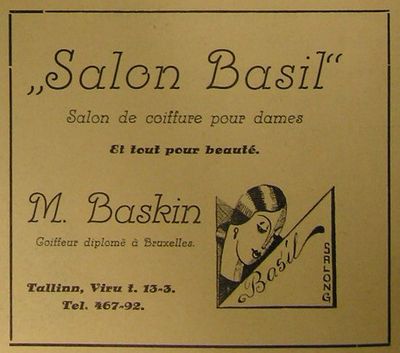 „Salon Basil“
Salon de coiffure pour dames
Et tout pour beauté.
M. Baskin
Coiffeur diplomê à Bruxelles.
Tallinn, Viru t. 13-3.
Tel. 467-92.
Basil
SALONG